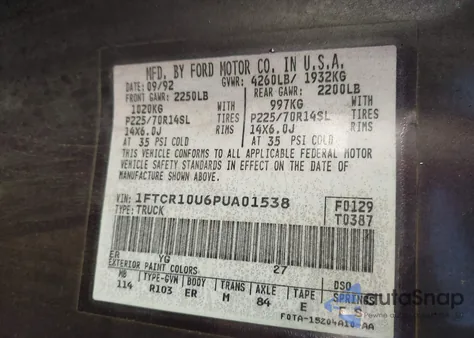 MFD. BY FORD MOTOR CO. IN U.S.A.
DATE: 09/92 GVWR: 4260LB/ 1932KG
FRONT GAWR: 2250LB REAR GAWR: 2200LB
1020KG WITH 997KG WITH
P225/70R14SL TIRES P225/70R14SL TIRES
14X6.0J RIMS 14X6.0J RIMS
AT 35 PSI COLD AT 35 PSI COLD
THIS VEHICLE CONFORMS TO ALL APPLICABLE FEDERAL MOTOR
VEHICLE SAFETY STANDARDS IN EFFECT ON THE DATE OF
MANUFACTURE SHOWN ABOVE.
VIN: 1FTCR10U6PUA01538 F0129
TYPE: TRUCK T0387
ER YG 27
EXTERIOR PAINT COLORS DSO
WB TYPE-GVM BODY TRANS AXLE TAPE SPRINGS
114 R103 ER M 84 E
F0TA-15204A10-AA
autoSnap